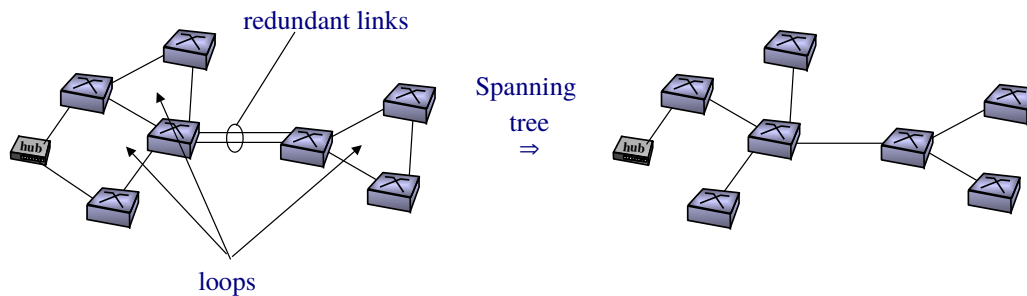 redundant links
hub
loops
Spanning
tree
⇒
hub